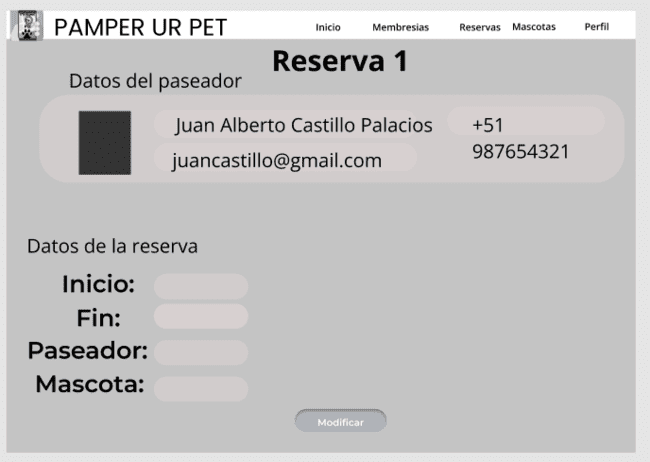 PAMPER UR PET
Inicio Membresias Reservas Mascotas Perfil
Reserva 1
Datos del paseador
Juan Alberto Castillo Palacios
juancastillo@gmail.com
+51
987654321
Datos de la reserva
Inicio:
Fin:
Paseador:
Mascota:
Modificar